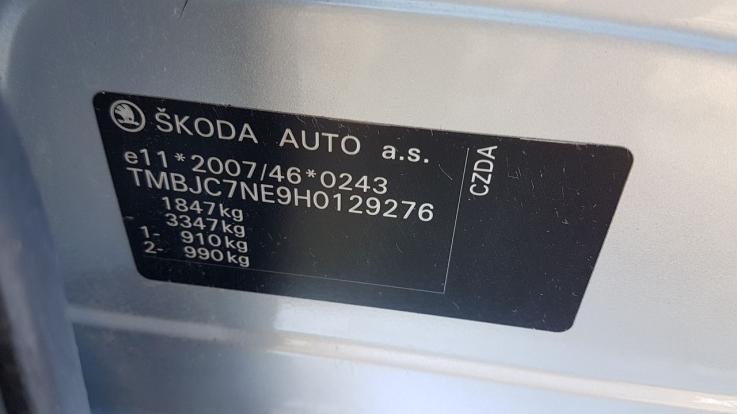 ŠKODA AUTO a.s.
e11*2007/46*0243
TMBJC7NE9H0129276
1847kg
- 3347kg
1- 910kg
2- 990kg
CZDA